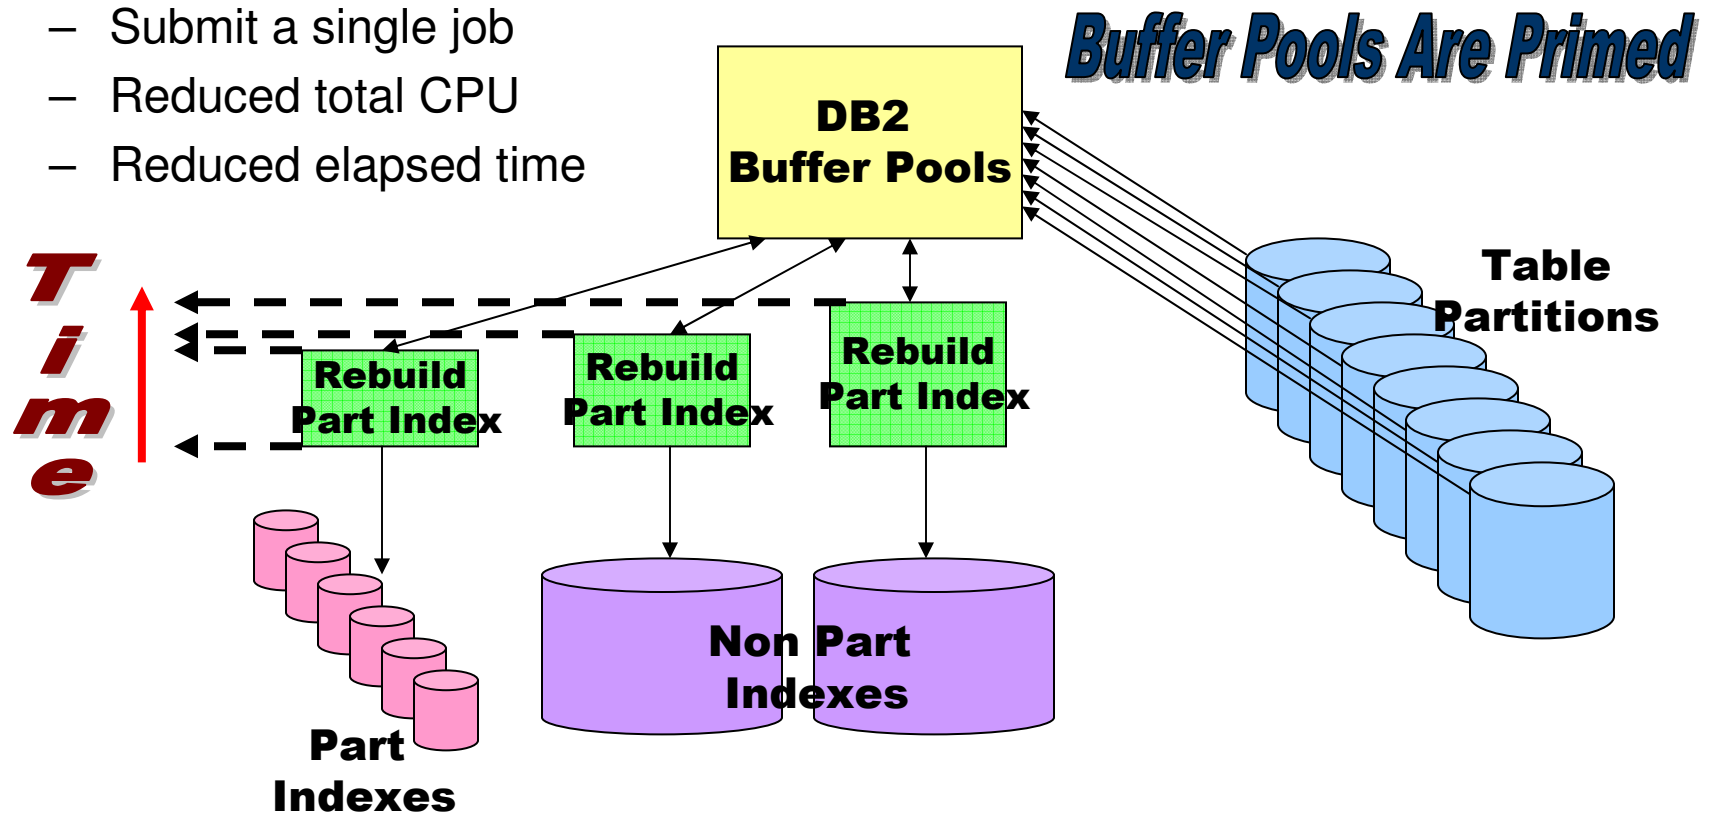 – Submit a single job
– Reduced total CPU
– Reduced elapsed time
Buffer Pools Are Primed
DB2
Buffer Pools
Table
Partitions
Time
Rebuild
Part Index
Rebuild
Part Index
Rebuild
Part Index
Non Part
Indexes
Part
Indexes